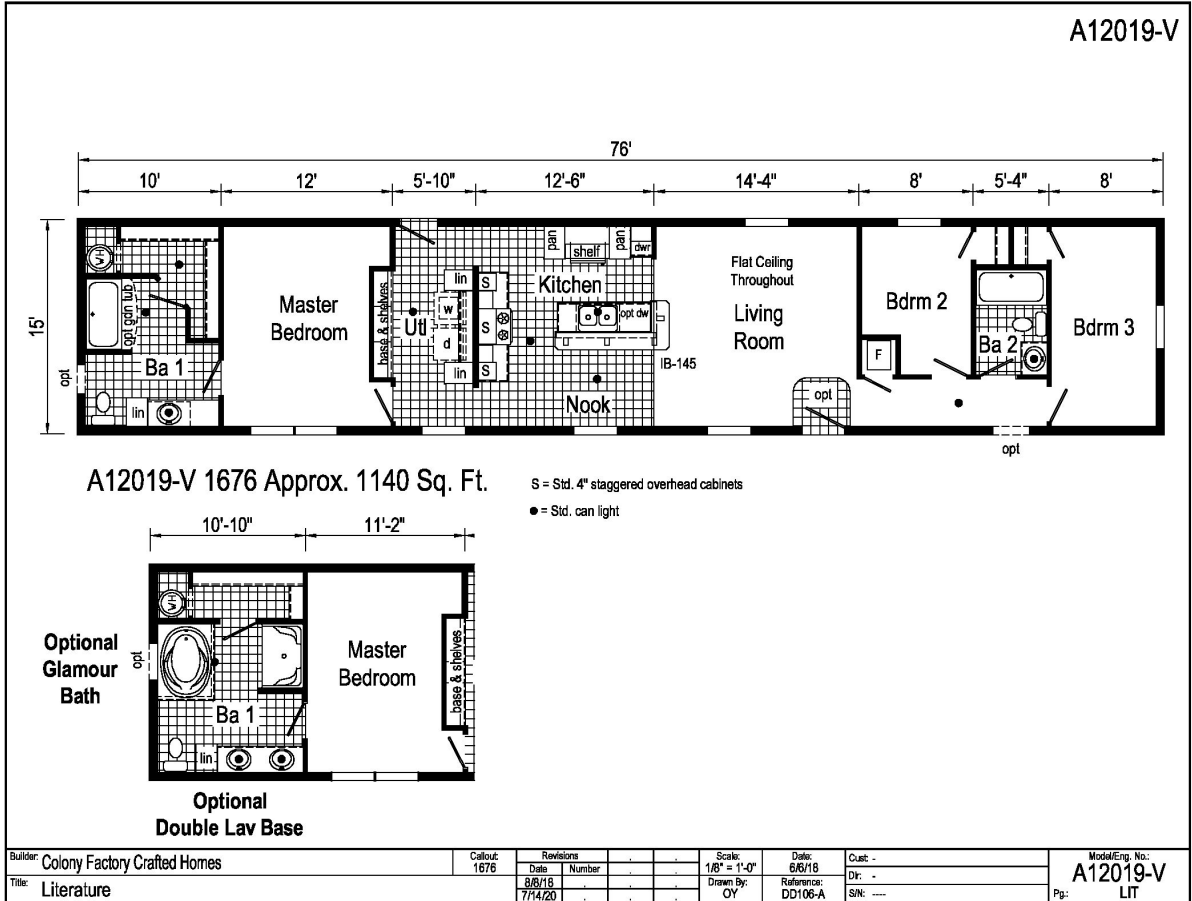 A12019-V
76'
10' 12' 5'-10" 12'-6" 14'-4" 8' 5'-4" 8'
15'
WH
opt gdn tub
Ba 1
opt
lin
Master
Bedroom
base & shelves
Utl
lin
w
d
lin
S
S
S
pan
shelf
pan
dwr
Kitchen
opt dw
IB-145
Nook
Flat Ceiling
Throughout
Living
Room
opt
Bdrm 2
F
Ba 2
Bdrm 3
opt
A12019-V 1676 Approx. 1140 Sq. Ft.
S = Std. 4" staggered overhead cabinets
● = Std. can light
10'-10" 11'-2"
WH
Optional
Glamour
Bath
opt
Ba 1
lin
Master
Bedroom
base & shelves
Optional
Double Lav Base
Builder: Colony Factory Crafted Homes
Title: Literature
Callout:
1676
Revisions
Date Number
8/8/18
7/14/20
Scale:
1/8" = 1'-0"
Drawn By:
OY
Date:
6/6/18
Reference:
DD106-A
Cust: -
Dlr: -
S/N: ----
Model/Eng. No.:
A12019-V
Pg.: LIT